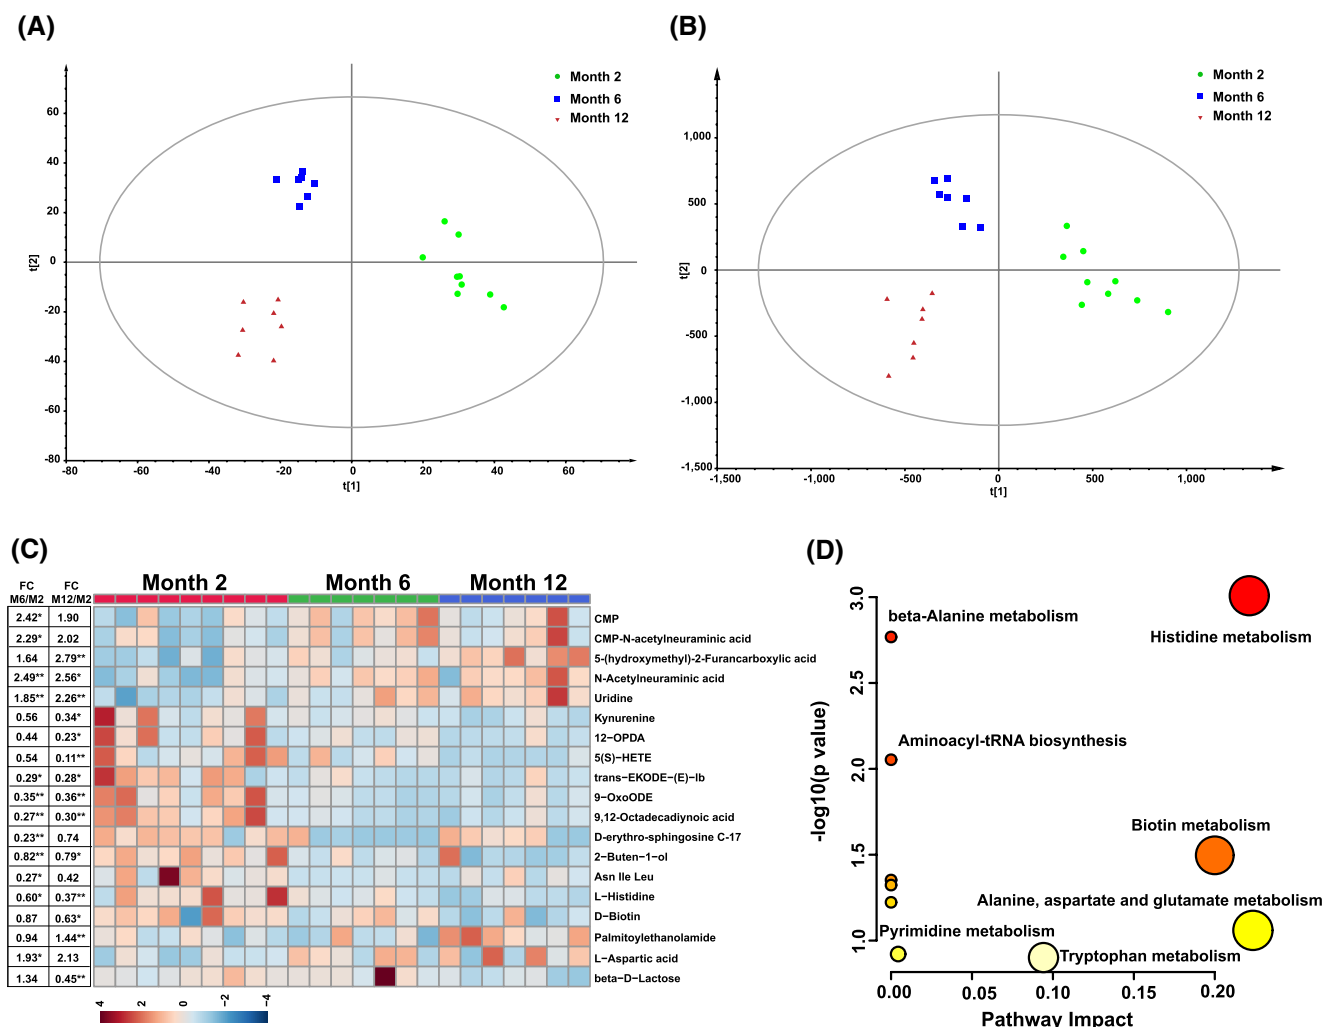 (A)
Month 2
Month 6
Month 12
60
40
20
0
-20
-40
-60
-80
t[2]
-80
-60
-40
-20
0
20
40
60
t[1]
(B)
Month 2
Month 6
Month 12
1,000
500
0
-500
-1,000
-1,500
t[2]
-1,500
-1,000
-500
0
500
1,000
t[1]
(C)
FC FC
M6/M2 M12/M2
Month 2 Month 6 Month 12
2.42* 1.90 CMP
2.29* 2.02 CMP-N-acetylneuraminic acid
1.64 2.79** 5-(hydroxymethyl)-2-Furancarboxylic acid
2.49** 2.56* N-Acetylneuraminic acid
1.85** 2.26** Uridine
0.56 0.34* Kynurenine
0.44 0.23* 12-OPDA
0.54 0.11** 5(S)-HETE
0.29* 0.28* trans-EKODE-(E)-Ib
0.35** 0.36** 9-OxoODE
0.27** 0.30** 9,12-Octadecadiynoic acid
0.23** 0.74 D-erythro-sphingosine C-17
0.82** 0.79* 2-Buten-1-ol
0.27* 0.42 Asn Ile Leu
0.60* 0.37** L-Histidine
0.87 0.63* D-Biotin
0.94 1.44** Palmitoylethanolamide
1.93* 2.13 L-Aspartic acid
1.34 0.45** beta-D-Lactose
4 2 0 -2 -4
(D)
3.0
2.5
2.0
1.5
1.0
-log10(p value)
beta-Alanine metabolism
Histidine metabolism
Aminoacyl-tRNA biosynthesis
Biotin metabolism
Alanine, aspartate and glutamate metabolism
Pyrimidine metabolism
Tryptophan metabolism
0.00 0.05 0.10 0.15 0.20
Pathway Impact